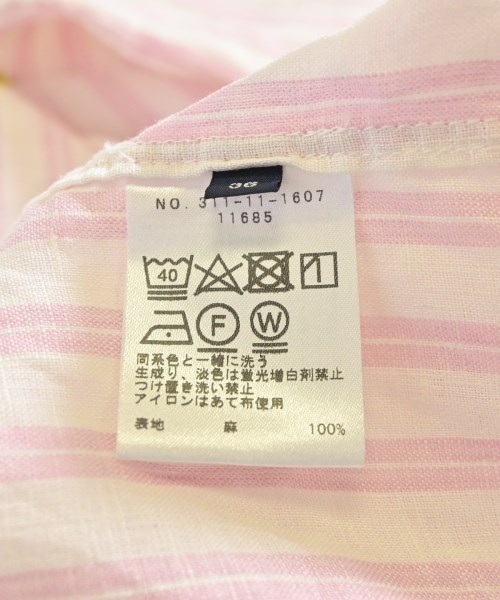 36
NO. 311-11-1607
11685
40
F
W
同系色と一緒に洗う
生成り、淡色は蛍光増白剤禁止
つけ置き洗い禁止
アイロンはあて布使用
表地 麻 100%